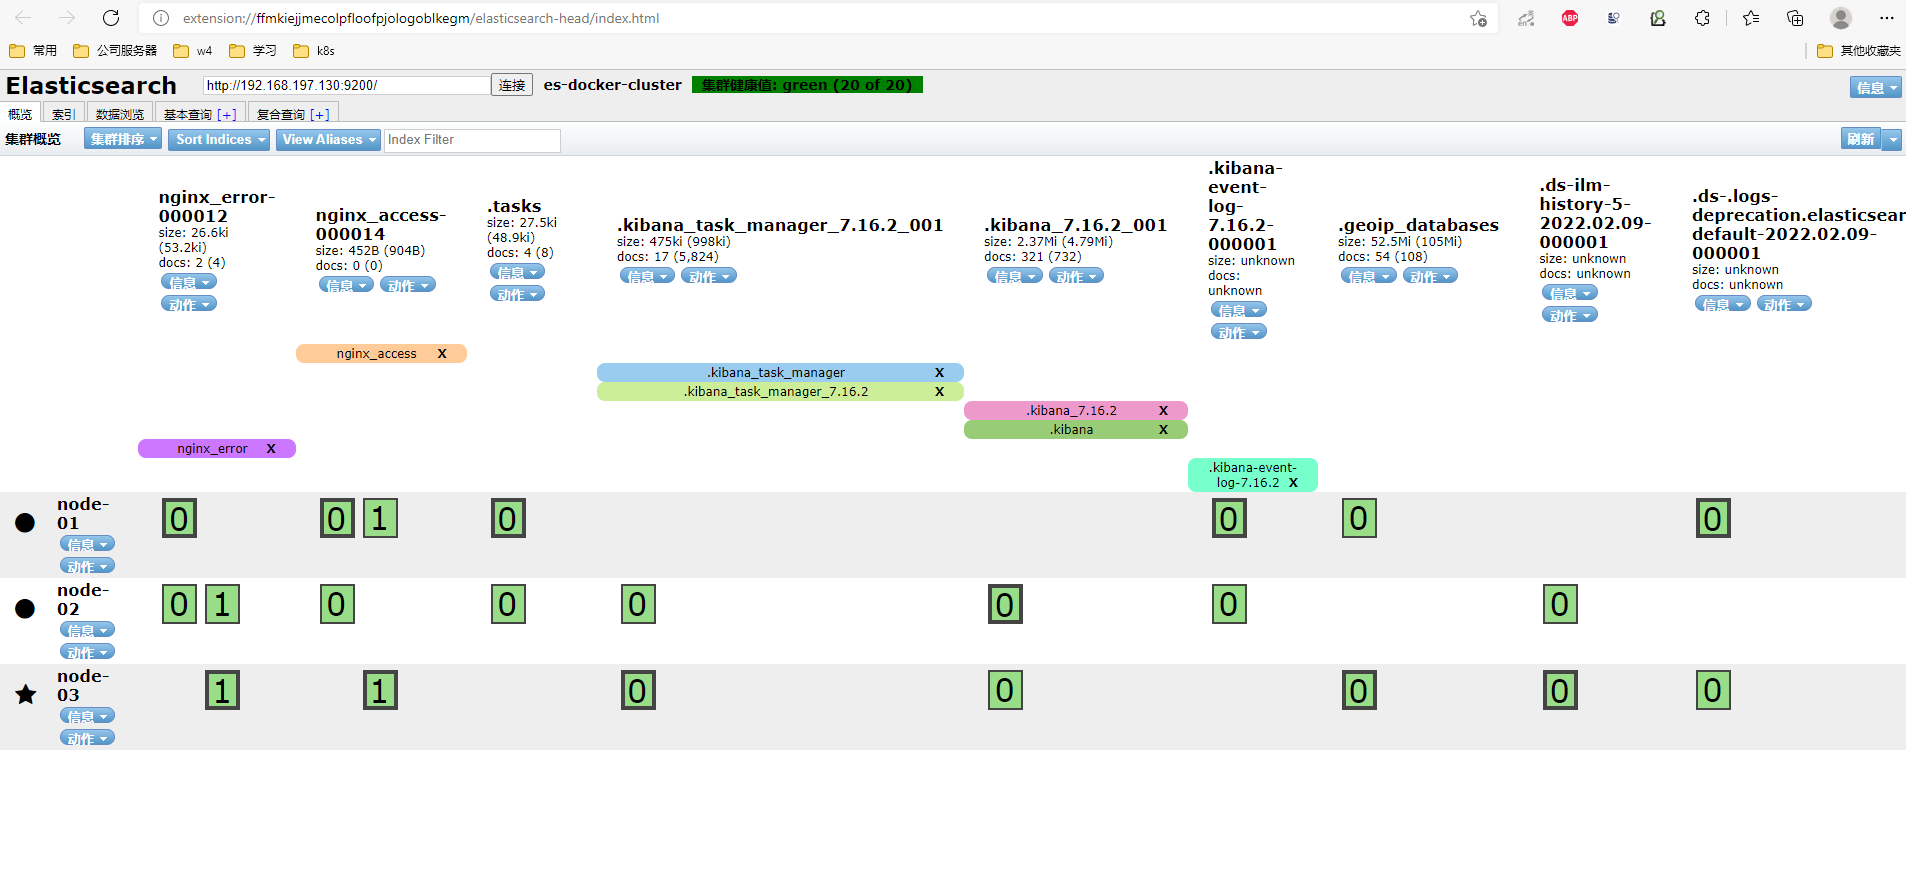 extension://ffmkiejjmecolpfloofpjologoblkegm/elasticsearch-head/index.html
常用 公司服务器 w4 学习 k8s 其他收藏夹
Elasticsearch http://192.168.197.130:9200/ 连接 es-docker-cluster 集群健康值: green (20 of 20) 信息
概览 索引 数据浏览 基本查询 [+] 复合查询 [+]
集群概览 集群排序 Sort Indices View Aliases Index Filter 刷新
nginx_error-
000012
size: 26.6ki
(53.2ki)
docs: 2 (4)
信息
动作
nginx_access-
000014
size: 452B (904B)
docs: 0 (0)
信息 动作
.tasks
size: 27.5ki
(48.9ki)
docs: 4 (8)
信息
动作
.kibana_task_manager_7.16.2_001
size: 475ki (998ki)
docs: 17 (5,824)
信息 动作
.kibana_7.16.2_001
size: 2.37Mi (4.79Mi)
docs: 321 (732)
信息 动作
.kibana-
event-
log-
7.16.2-
000001
size: unknown
docs:
unknown
信息
动作
.geoip_databases
size: 52.5Mi (105Mi)
docs: 54 (108)
信息 动作
.ds-ilm-
history-5-
2022.02.09-
000001
size: unknown
docs: unknown
信息
动作
.ds-.logs-
deprecation.elasticsear
default-2022.02.09-
000001
size: unknown
docs: unknown
信息 动作
nginx_access X
.kibana_task_manager X
.kibana_task_manager_7.16.2 X
.kibana_7.16.2 X
.kibana X
nginx_error X
.kibana-event-
log-7.16.2 X
node-
01
信息
动作
0 0 1 0 0 0 0
node-
02
信息
动作
0 1 0 0 0 0 0 0
node-
03
信息
动作
1 1 0 0 0 0 0